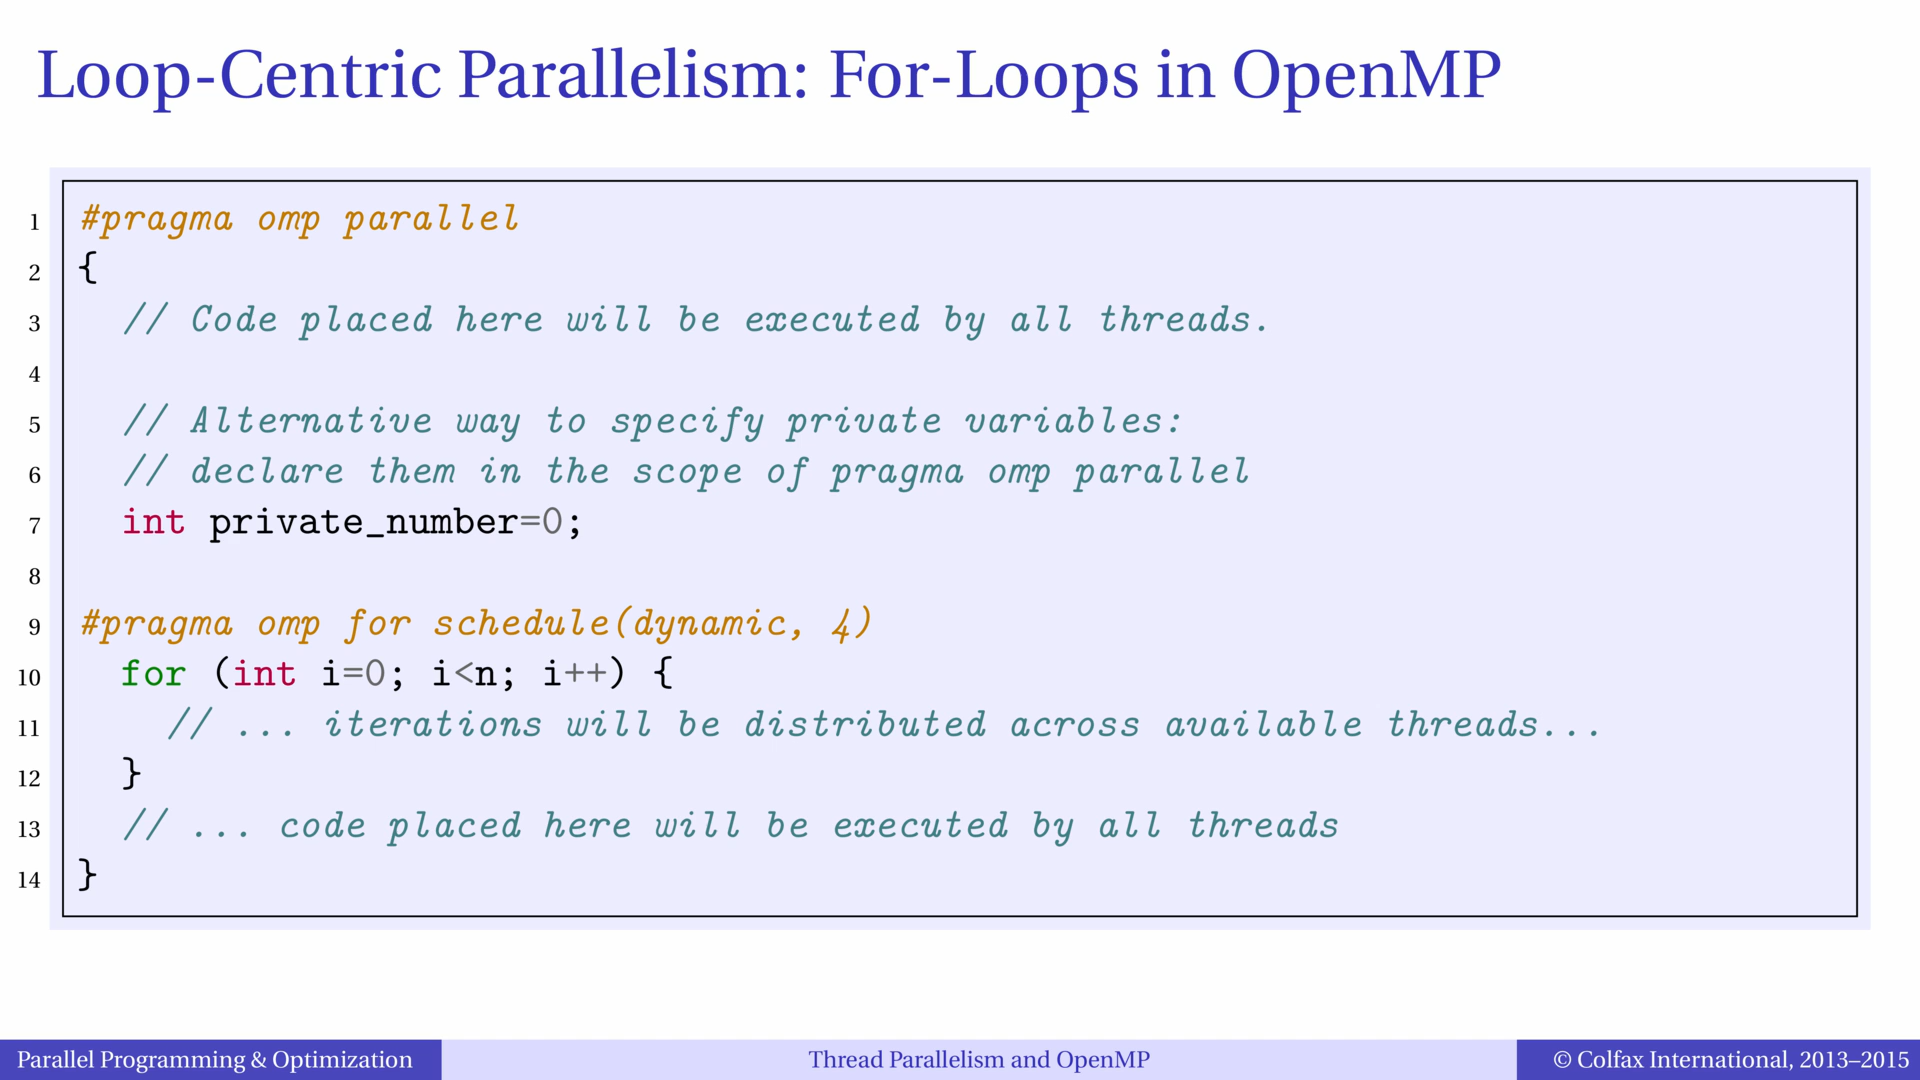 Loop-Centric Parallelism: For-Loops in OpenMP
1 #pragma omp parallel
2 {
3 // Code placed here will be executed by all threads.
4
5 // Alternative way to specify private variables:
6 // declare them in the scope of pragma omp parallel
7 int private_number=0;
8
9 #pragma omp for schedule(dynamic, 4)
10 for (int i=0; i<n; i++) {
11 // ... iterations will be distributed across available threads...
12 }
13 // ... code placed here will be executed by all threads
14 }
Parallel Programming & Optimization
Thread Parallelism and OpenMP
© Colfax International, 2013–2015